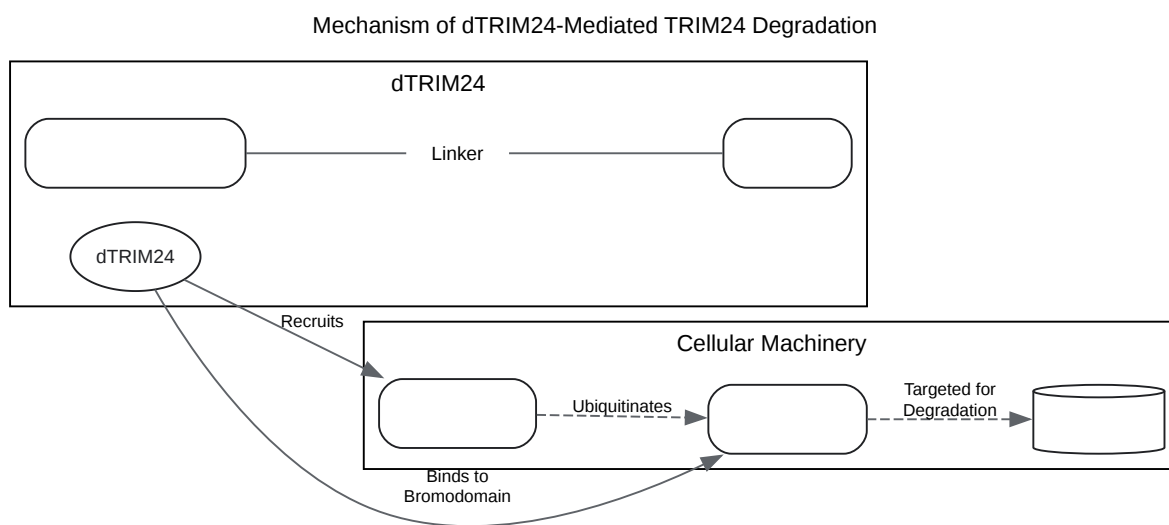 Mechanism of dTRIM24-Mediated TRIM24 Degradation
dTRIM24
Linker
dTRIM24
Recruits
Cellular Machinery
Ubiquitinates
Targeted for
Degradation
Binds to
Bromodomain